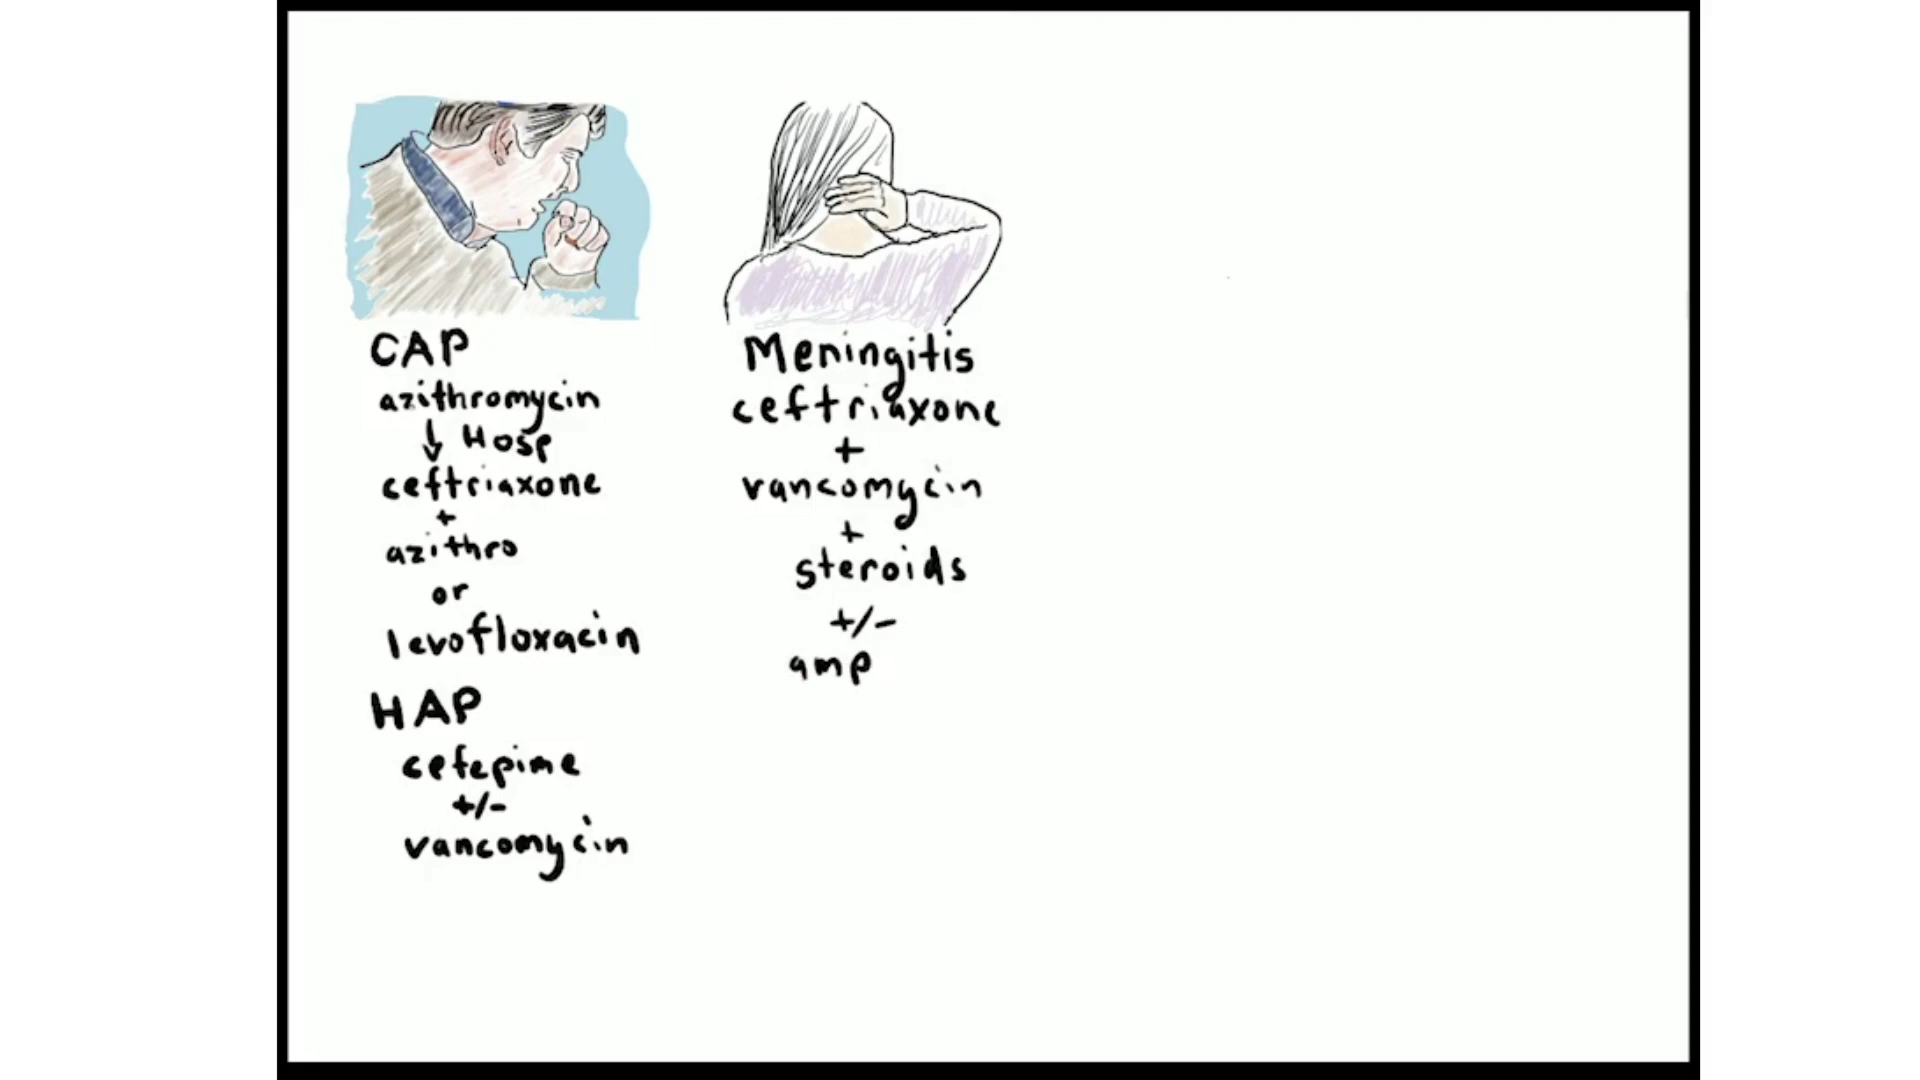 CAP
azithromycin
↓ Hosp
ceftriaxone
+
azithro
or
levofloxacin
HAP
cefepime
+/-
vancomycin
Meningitis
ceftriaxone
+
vancomycin
+
steroids
+/-
amp